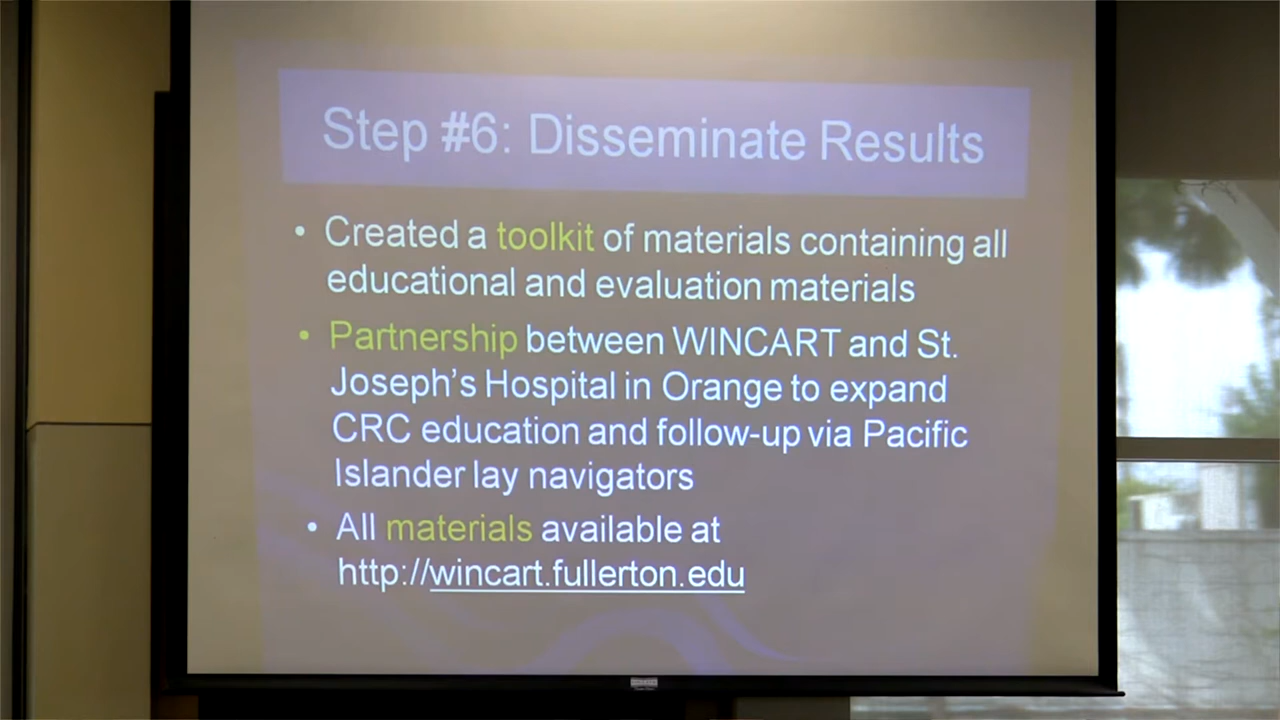 Step #6: Disseminate Results
• Created a toolkit of materials containing all
educational and evaluation materials
• Partnership between WINCART and St.
Joseph's Hospital in Orange to expand
CRC education and follow-up via Pacific
Islander lay navigators
• All materials available at
http://wincart.fullerton.edu